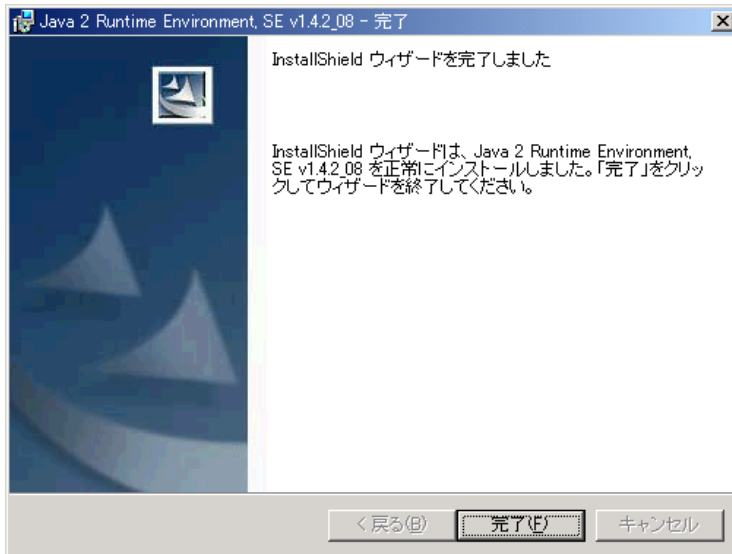 Java 2 Runtime Environment, SE v1.4.2_08 - 完了
InstallShield ウィザードを完了しました
InstallShield ウィザードは、Java 2 Runtime Environment,
SE v1.4.2_08 を正常にインストールしました。「完了」をクリッ
クしてウィザードを終了してください。
< 戻る(B)
完了(F)
キャンセル